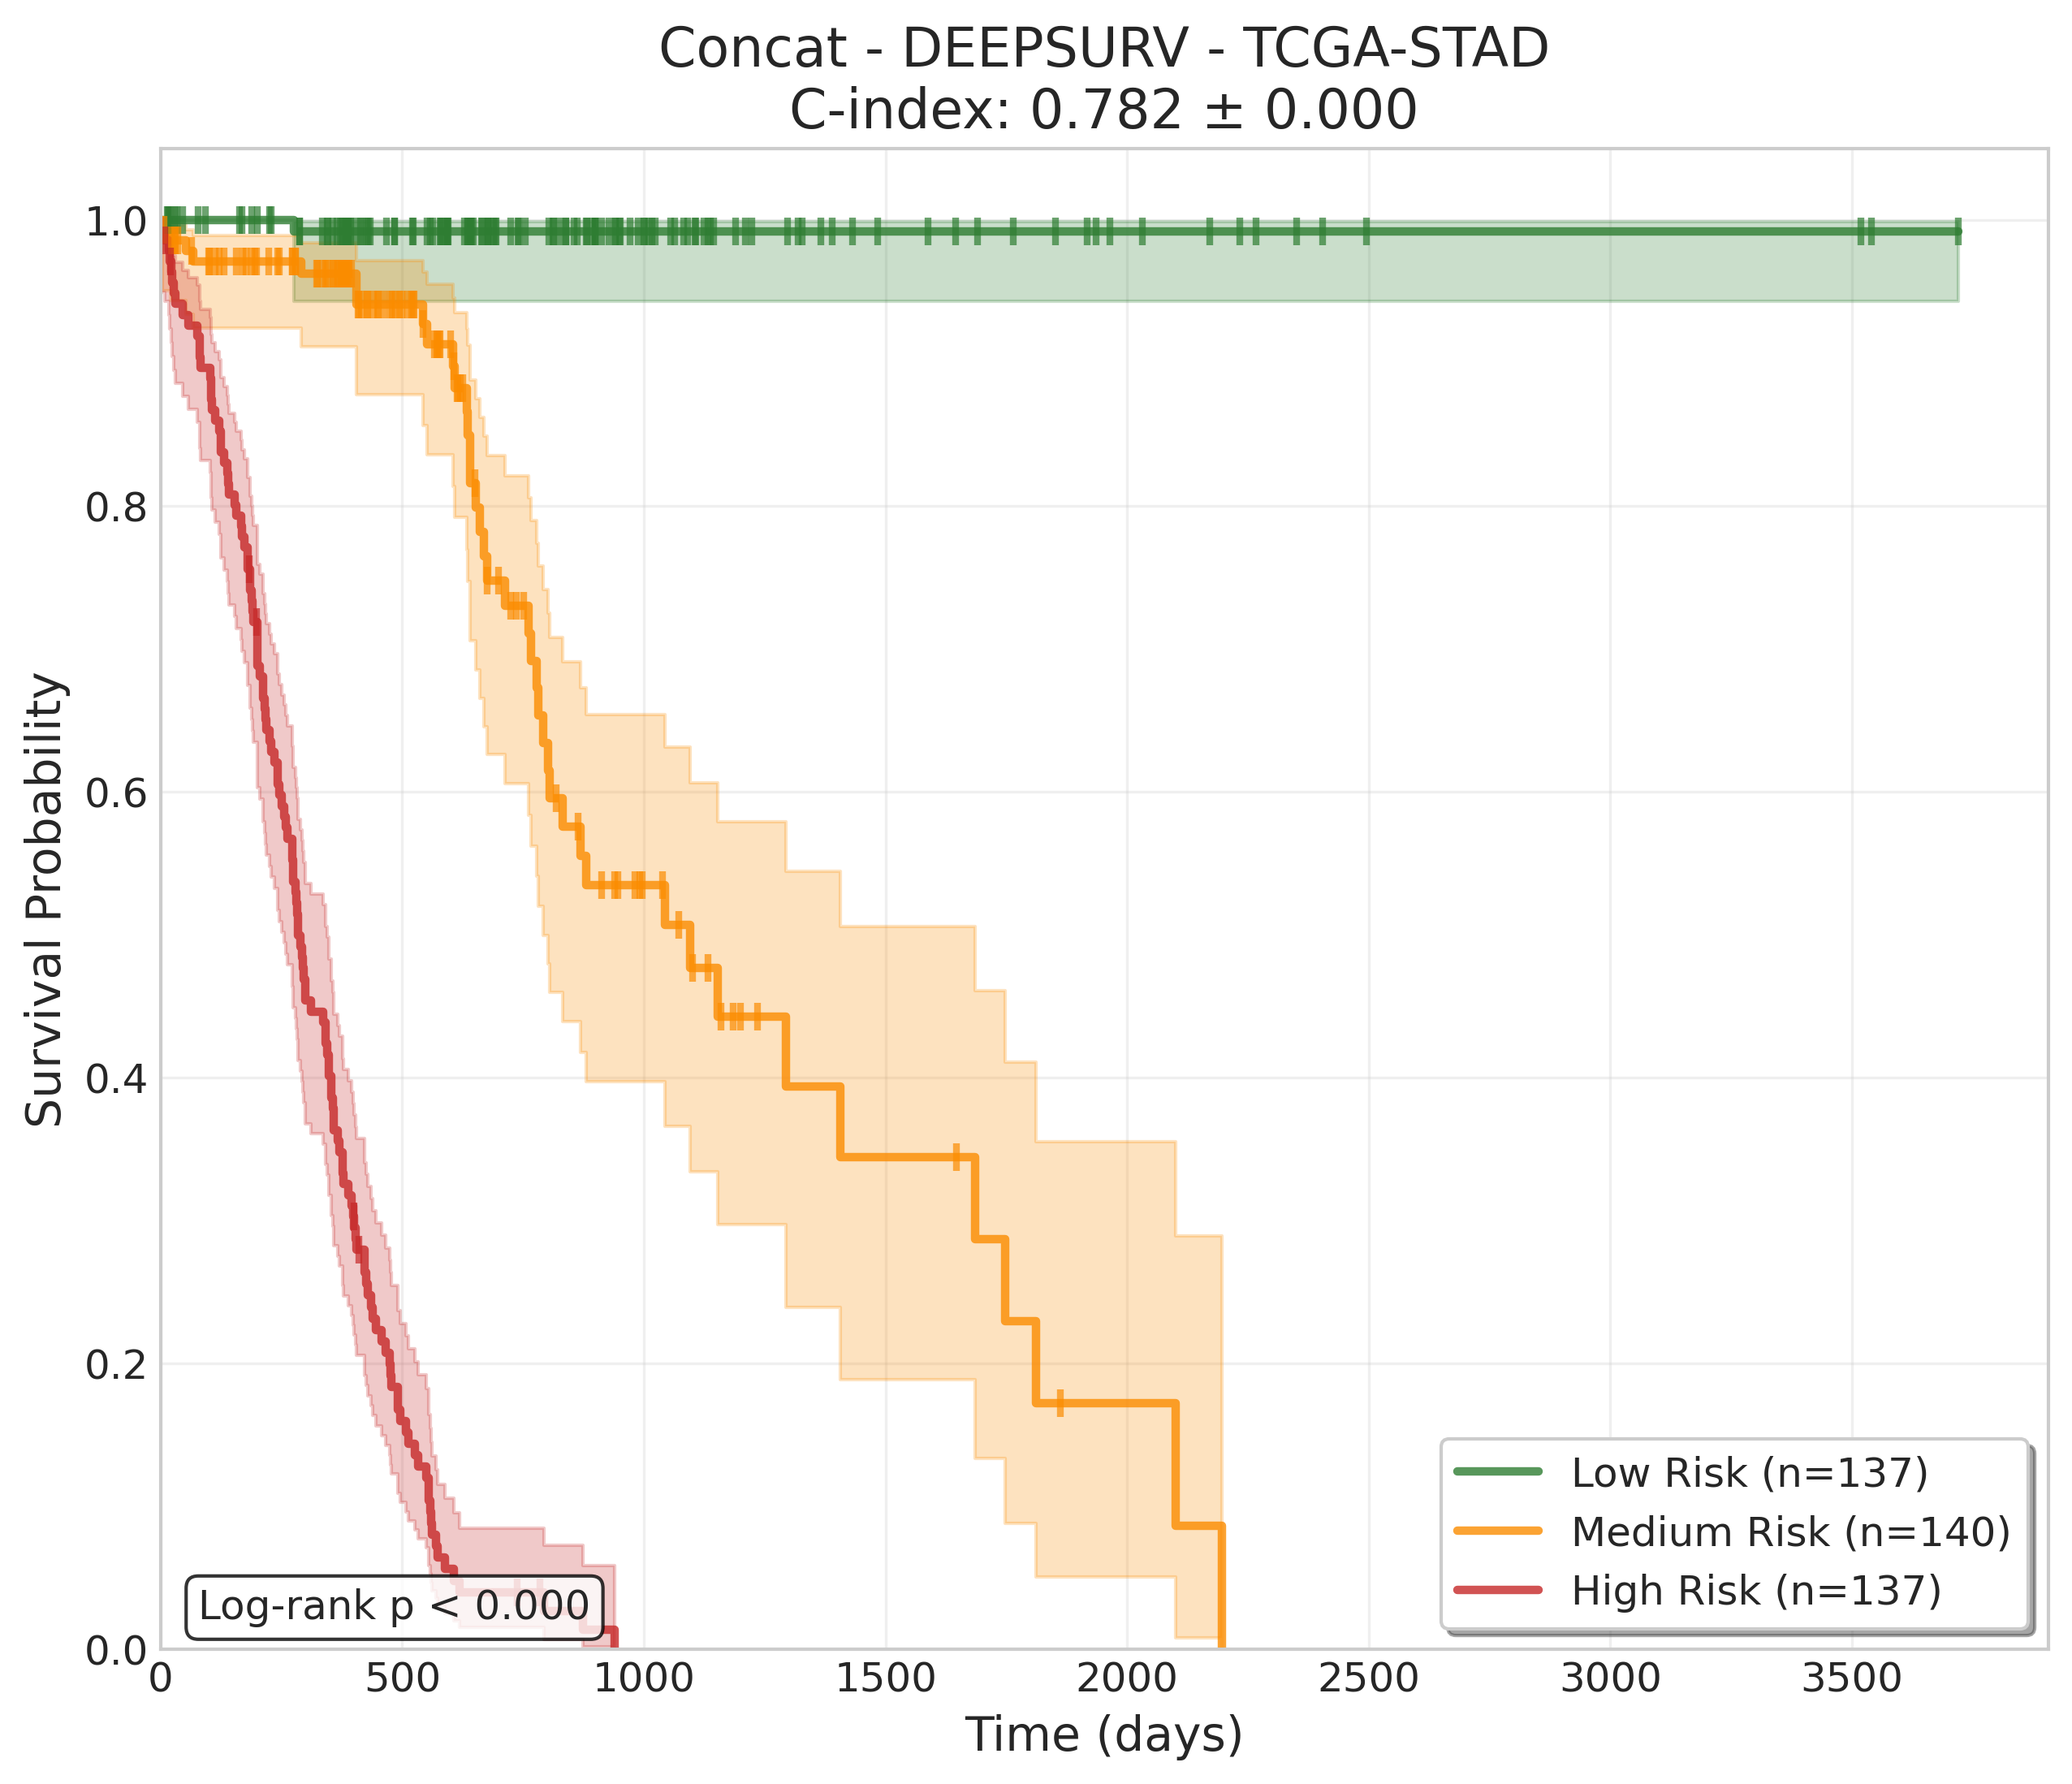 Concat - DEEPSURV - TCGA-STAD
C-index: 0.782 ± 0.000
Survival Probability
1.0
0.8
0.6
0.4
0.2
0.0
Log-rank p < 0.000
Low Risk (n=137)
Medium Risk (n=140)
High Risk (n=137)
0 500 1000 1500 2000 2500 3000 3500
Time (days)